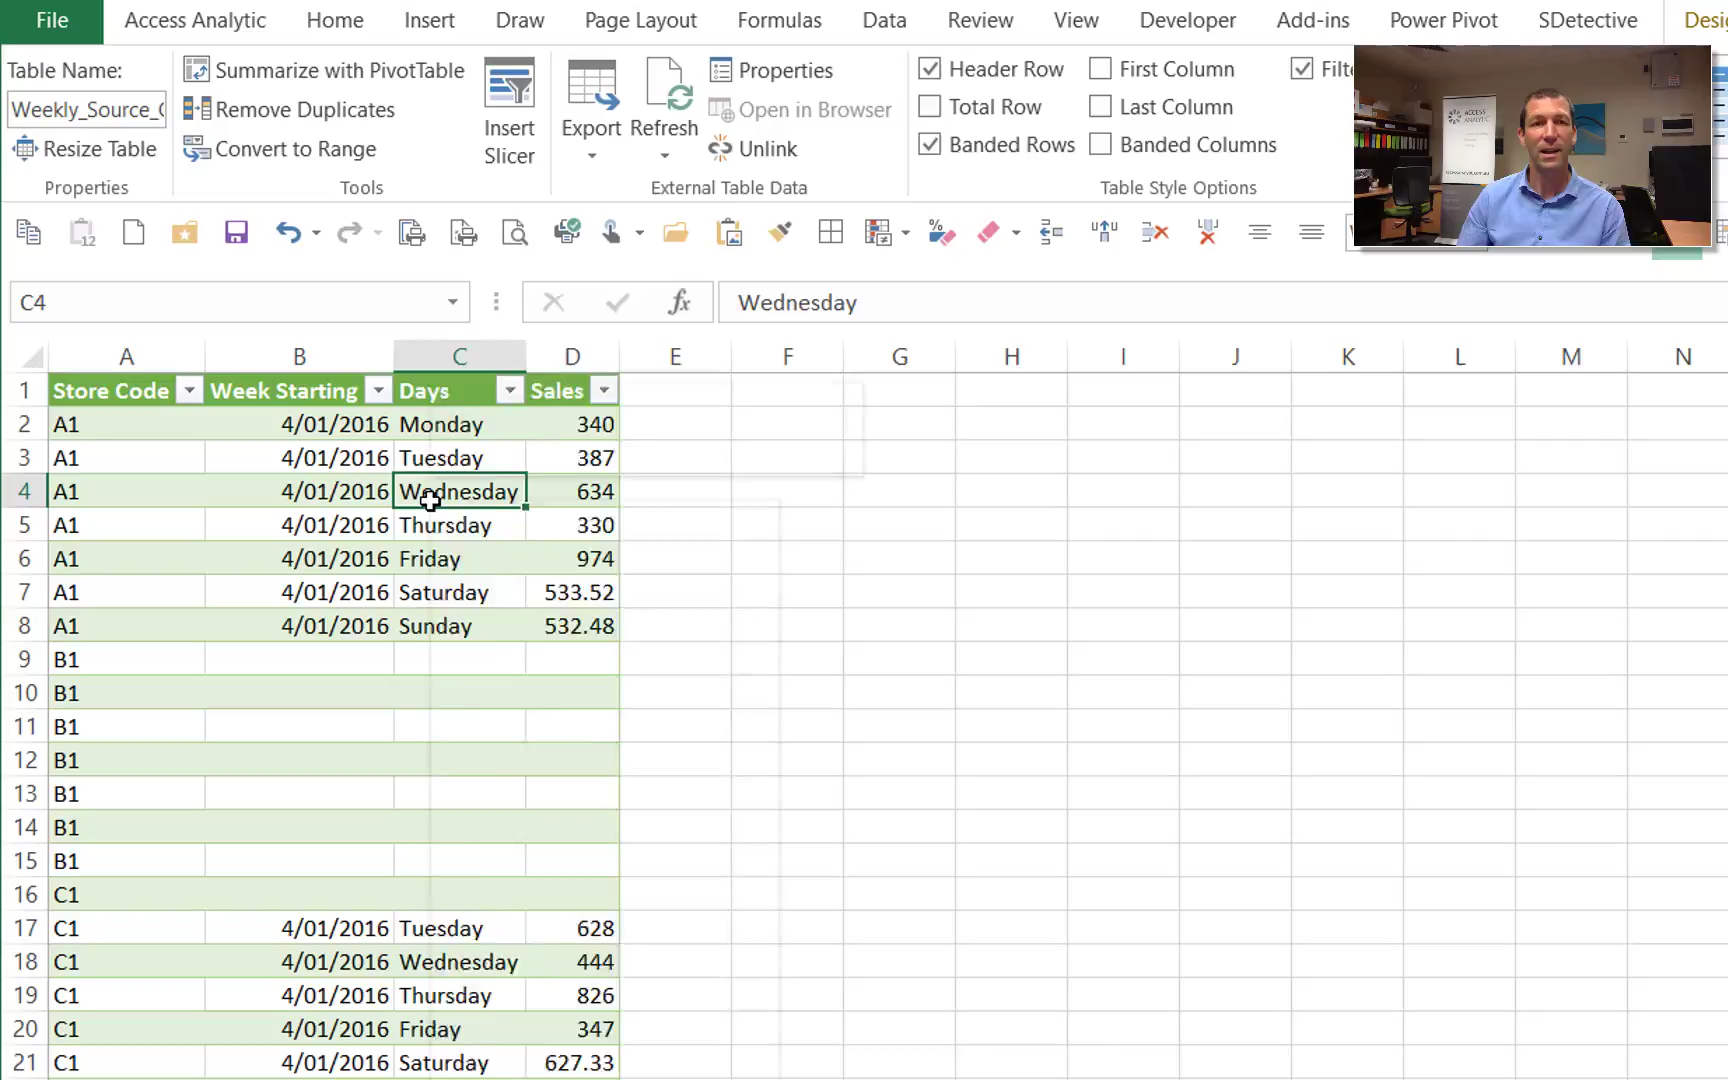 File Access Analytic Home Insert Draw Page Layout Formulas Data Review View Developer Add-ins Power Pivot SDetective
Table Name:
Weekly_Source_
Resize Table
Properties
Summarize with PivotTable
Remove Duplicates
Convert to Range
Tools
Insert
Slicer
Export
Refresh
Properties
Open in Browser
Unlink
External Table Data
Header Row First Column
Total Row Last Column
Banded Rows Banded Columns
Table Style Options
ACCESS
ANALYTIC
12
C4 fx Wednesday
A B C D E F G H I J K L M N
1 Store Code Week Starting Days Sales
2 A1 4/01/2016 Monday 340
3 A1 4/01/2016 Tuesday 387
4 A1 4/01/2016 Wednesday 634
5 A1 4/01/2016 Thursday 330
6 A1 4/01/2016 Friday 974
7 A1 4/01/2016 Saturday 533.52
8 A1 4/01/2016 Sunday 532.48
9 B1
10 B1
11 B1
12 B1
13 B1
14 B1
15 B1
16 C1
17 C1 4/01/2016 Tuesday 628
18 C1 4/01/2016 Wednesday 444
19 C1 4/01/2016 Thursday 826
20 C1 4/01/2016 Friday 347
21 C1 4/01/2016 Saturday 627.33